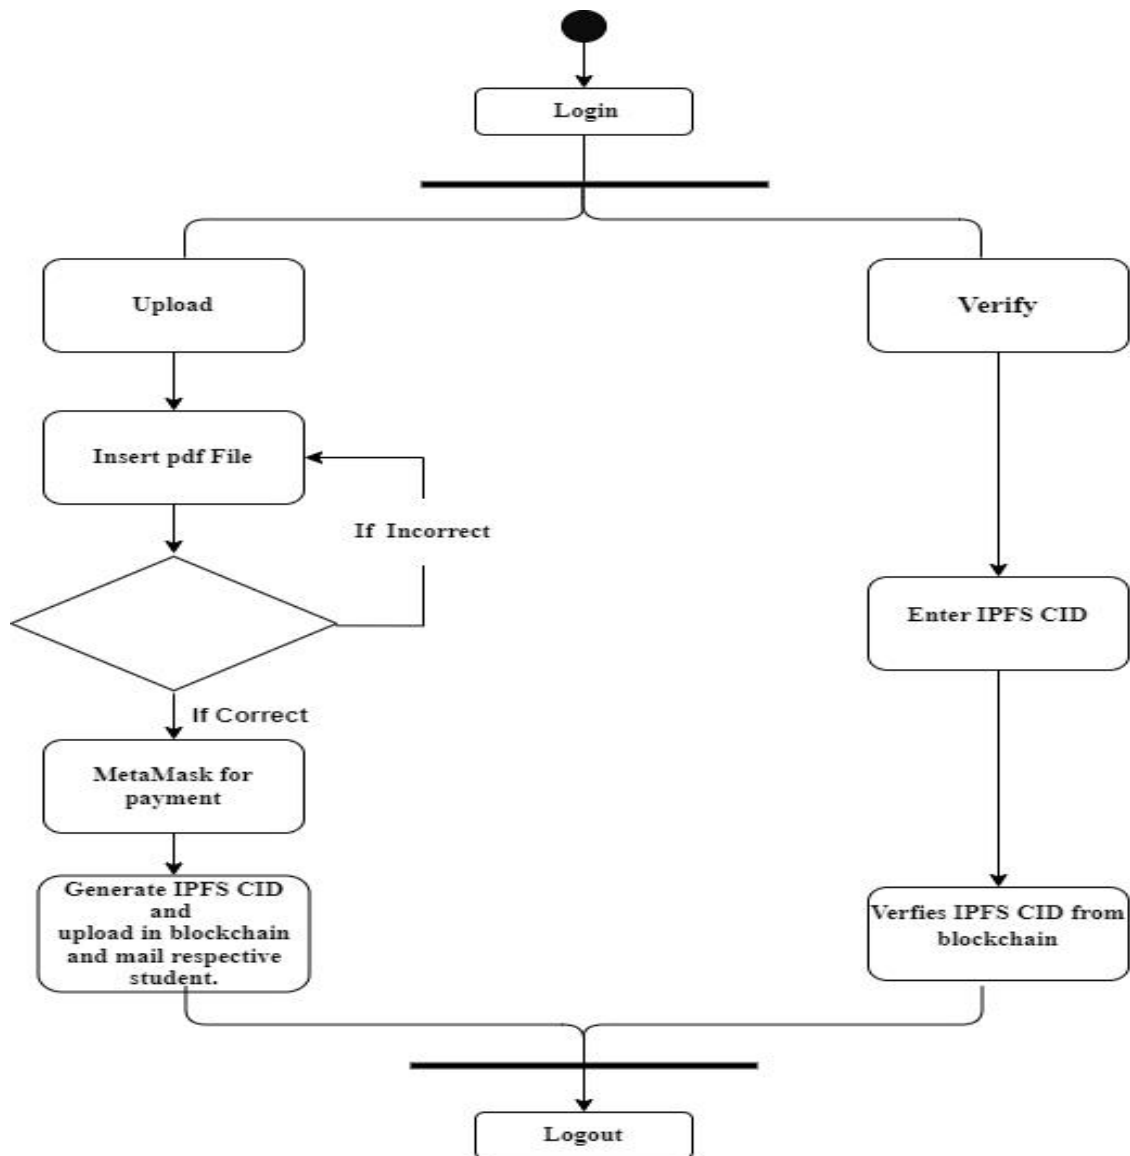 Login
Upload
Verify
Insert pdf File
If Incorrect
Enter IPFS CID
If Correct
MetaMask for
payment
Generate IPFS CID
and
upload in blockchain
and mail respective
student.
Verfies IPFS CID from
blockchain
Logout